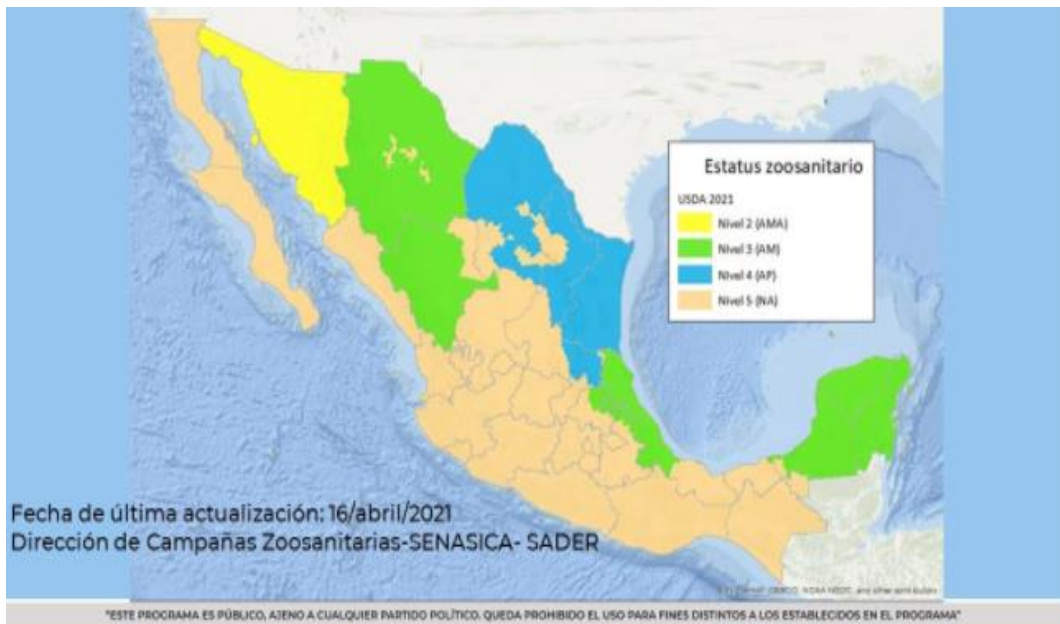 Estatus zoosanitario
USDA 2021
Nivel 2 (AMA)
Nivel 3 (AM)
Nivel 4 (AP)
Nivel 5 (NA)
Fecha de última actualización: 16/abril/2021
Dirección de Campañas Zoosanitarias-SENASICA- SADER
"ESTE PROGRAMA ES PÚBLICO, AJENO A CUALQUIER PARTIDO POLÍTICO. QUEDA PROHIBIDO EL USO PARA FINES DISTINTOS A LOS ESTABLECIDOS EN EL PROGRAMA"